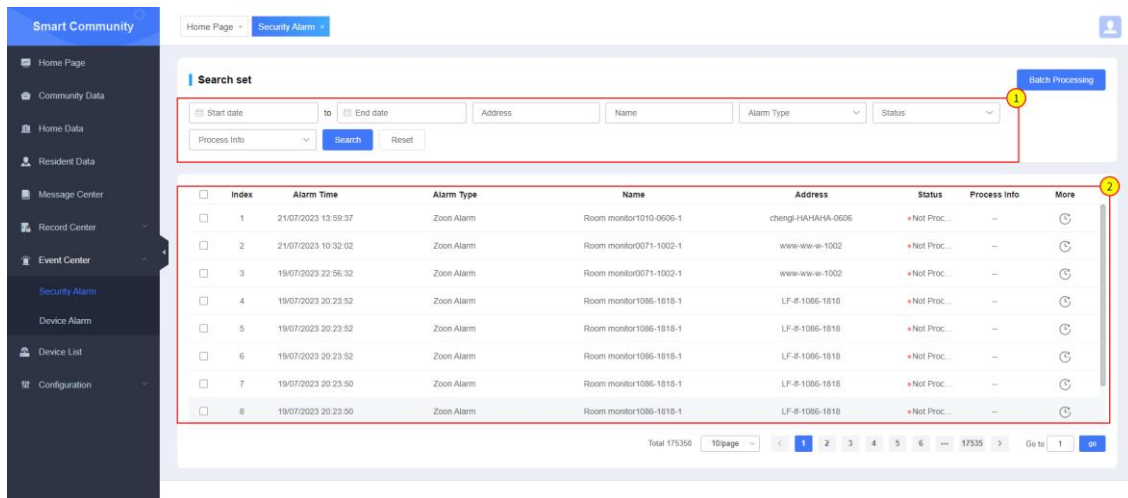 Smart Community
Home Page × Security Alarm ×
Home Page
Community Data
Home Data
Resident Data
Message Center
Record Center
Event Center
Security Alarm
Device Alarm
Device List
Configuration
Search set
Batch Processing
1
Start date to End date Address Name Alarm Type Status
Process Info Search Reset
2
Index Alarm Time Alarm Type Name Address Status Process Info More
1 21/07/2023 13:59:37 Zoon Alarm Room monitor1010-0606-1 chengl-HAHAHA-0606 Not Proc... --
2 21/07/2023 10:32:02 Zoon Alarm Room monitor0071-1002-1 www-ww-w-1002 Not Proc... --
3 19/07/2023 22:56:32 Zoon Alarm Room monitor0071-1002-1 www-ww-w-1002 Not Proc... --
4 19/07/2023 20:23:52 Zoon Alarm Room monitor1086-1818-1 LF-lf-1086-1818 Not Proc... --
5 19/07/2023 20:23:52 Zoon Alarm Room monitor1086-1818-1 LF-lf-1086-1818 Not Proc... --
6 19/07/2023 20:23:52 Zoon Alarm Room monitor1086-1818-1 LF-lf-1086-1818 Not Proc... --
7 19/07/2023 20:23:50 Zoon Alarm Room monitor1086-1818-1 LF-lf-1086-1818 Not Proc... --
8 19/07/2023 20:23:50 Zoon Alarm Room monitor1086-1818-1 LF-lf-1086-1818 Not Proc... --
Total 175350 10/page < 1 2 3 4 5 6 ... 17535 > Go to 1 go